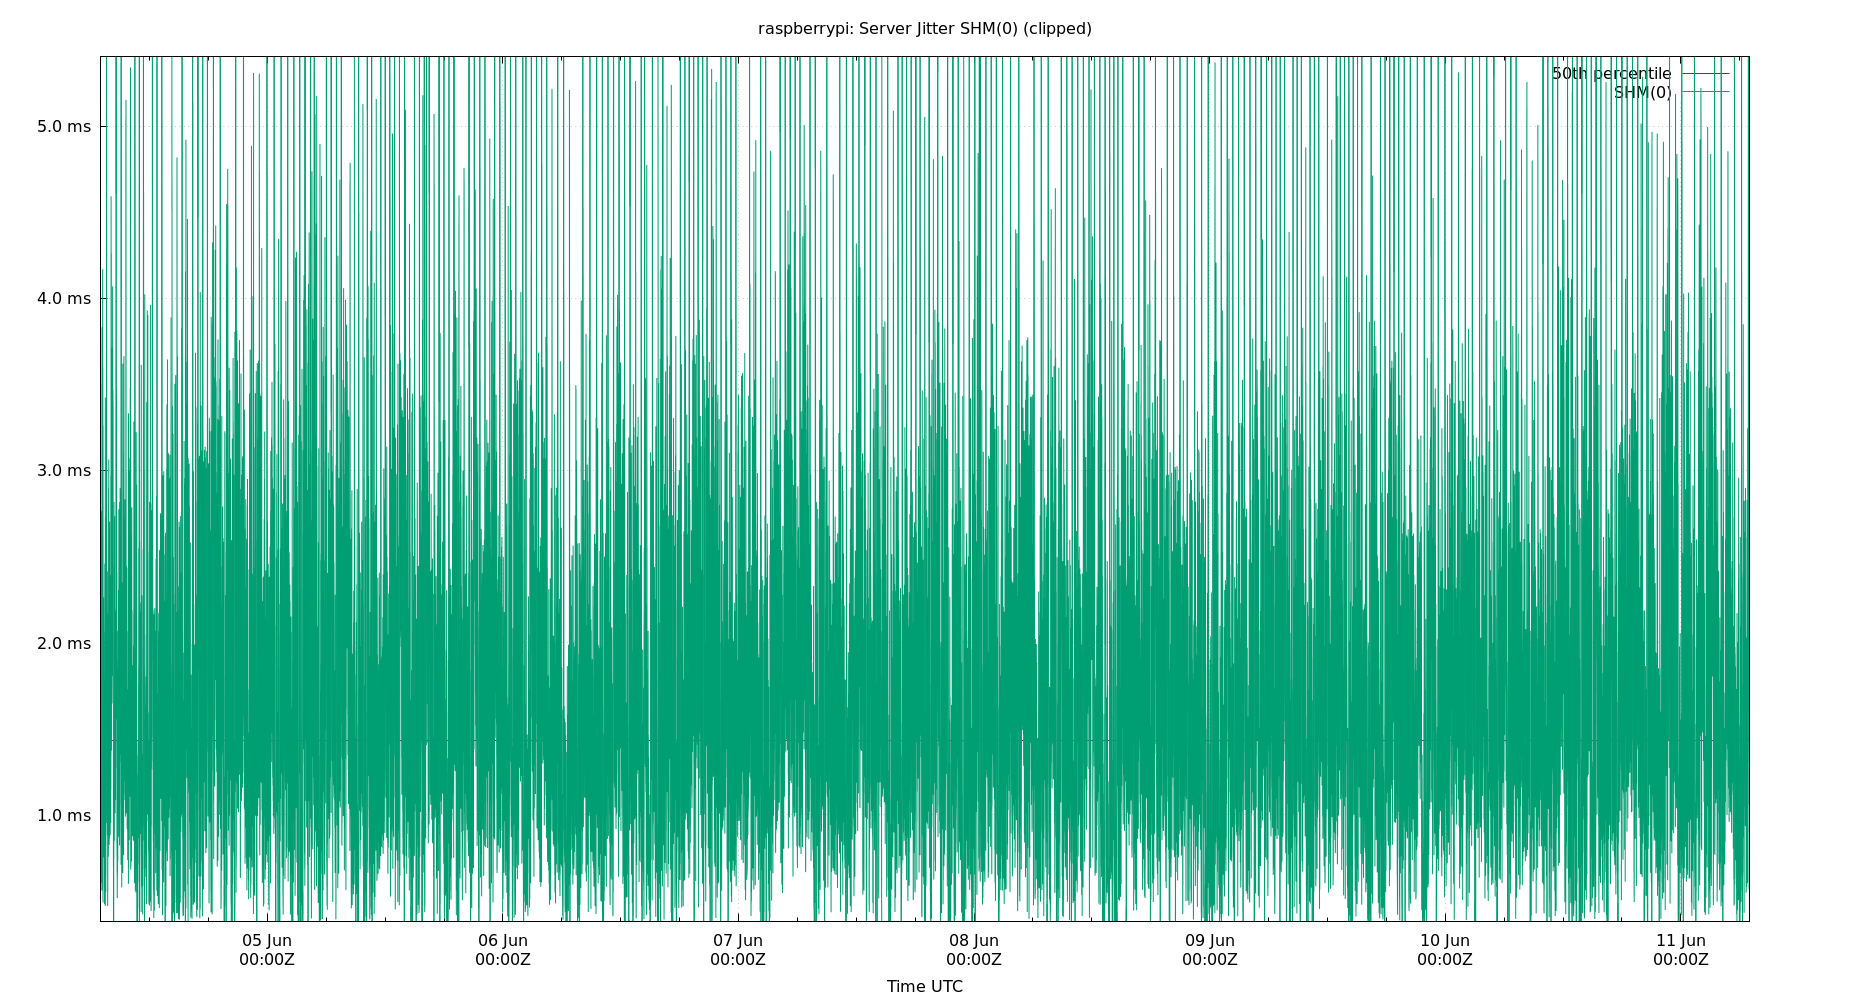 raspberrypi: Server Jitter SHM(0) (clipped)
50th percentile
SHM(0)
5.0 ms
4.0 ms
3.0 ms
2.0 ms
1.0 ms
05 Jun 06 Jun 07 Jun 08 Jun 09 Jun 10 Jun 11 Jun
00:00Z 00:00Z 00:00Z 00:00Z 00:00Z 00:00Z 00:00Z
Time UTC